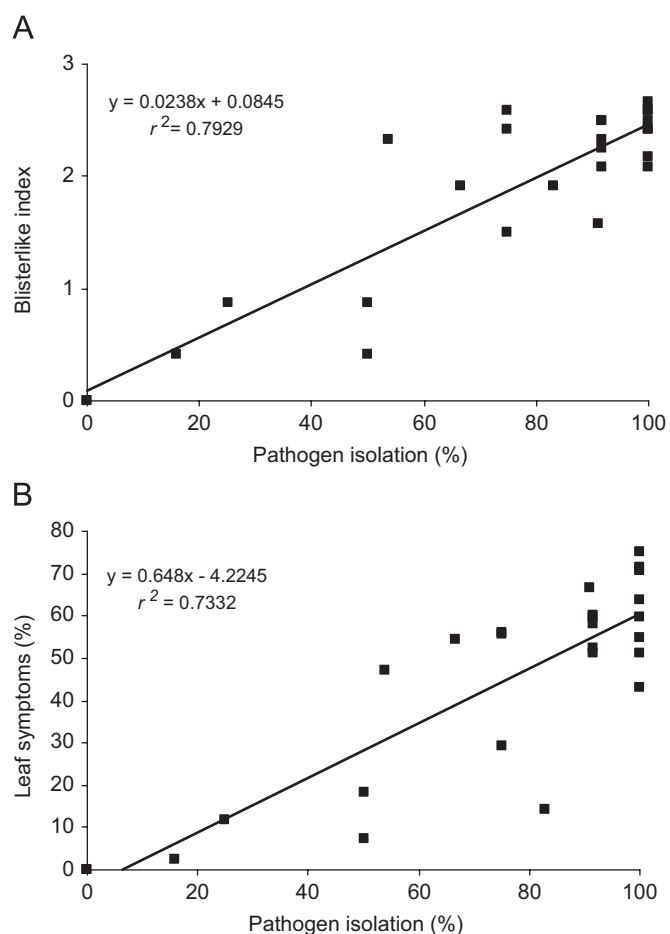 A
3
2
1
0
y = 0.0238x + 0.0845
r² = 0.7929
Blisterlike index
0 20 40 60 80 100
Pathogen isolation (%)
B
80
70
60
50
40
30
20
10
0
y = 0.648x - 4.2245
r² = 0.7332
Leaf symptoms (%)
0 20 40 60 80 100
Pathogen isolation (%)